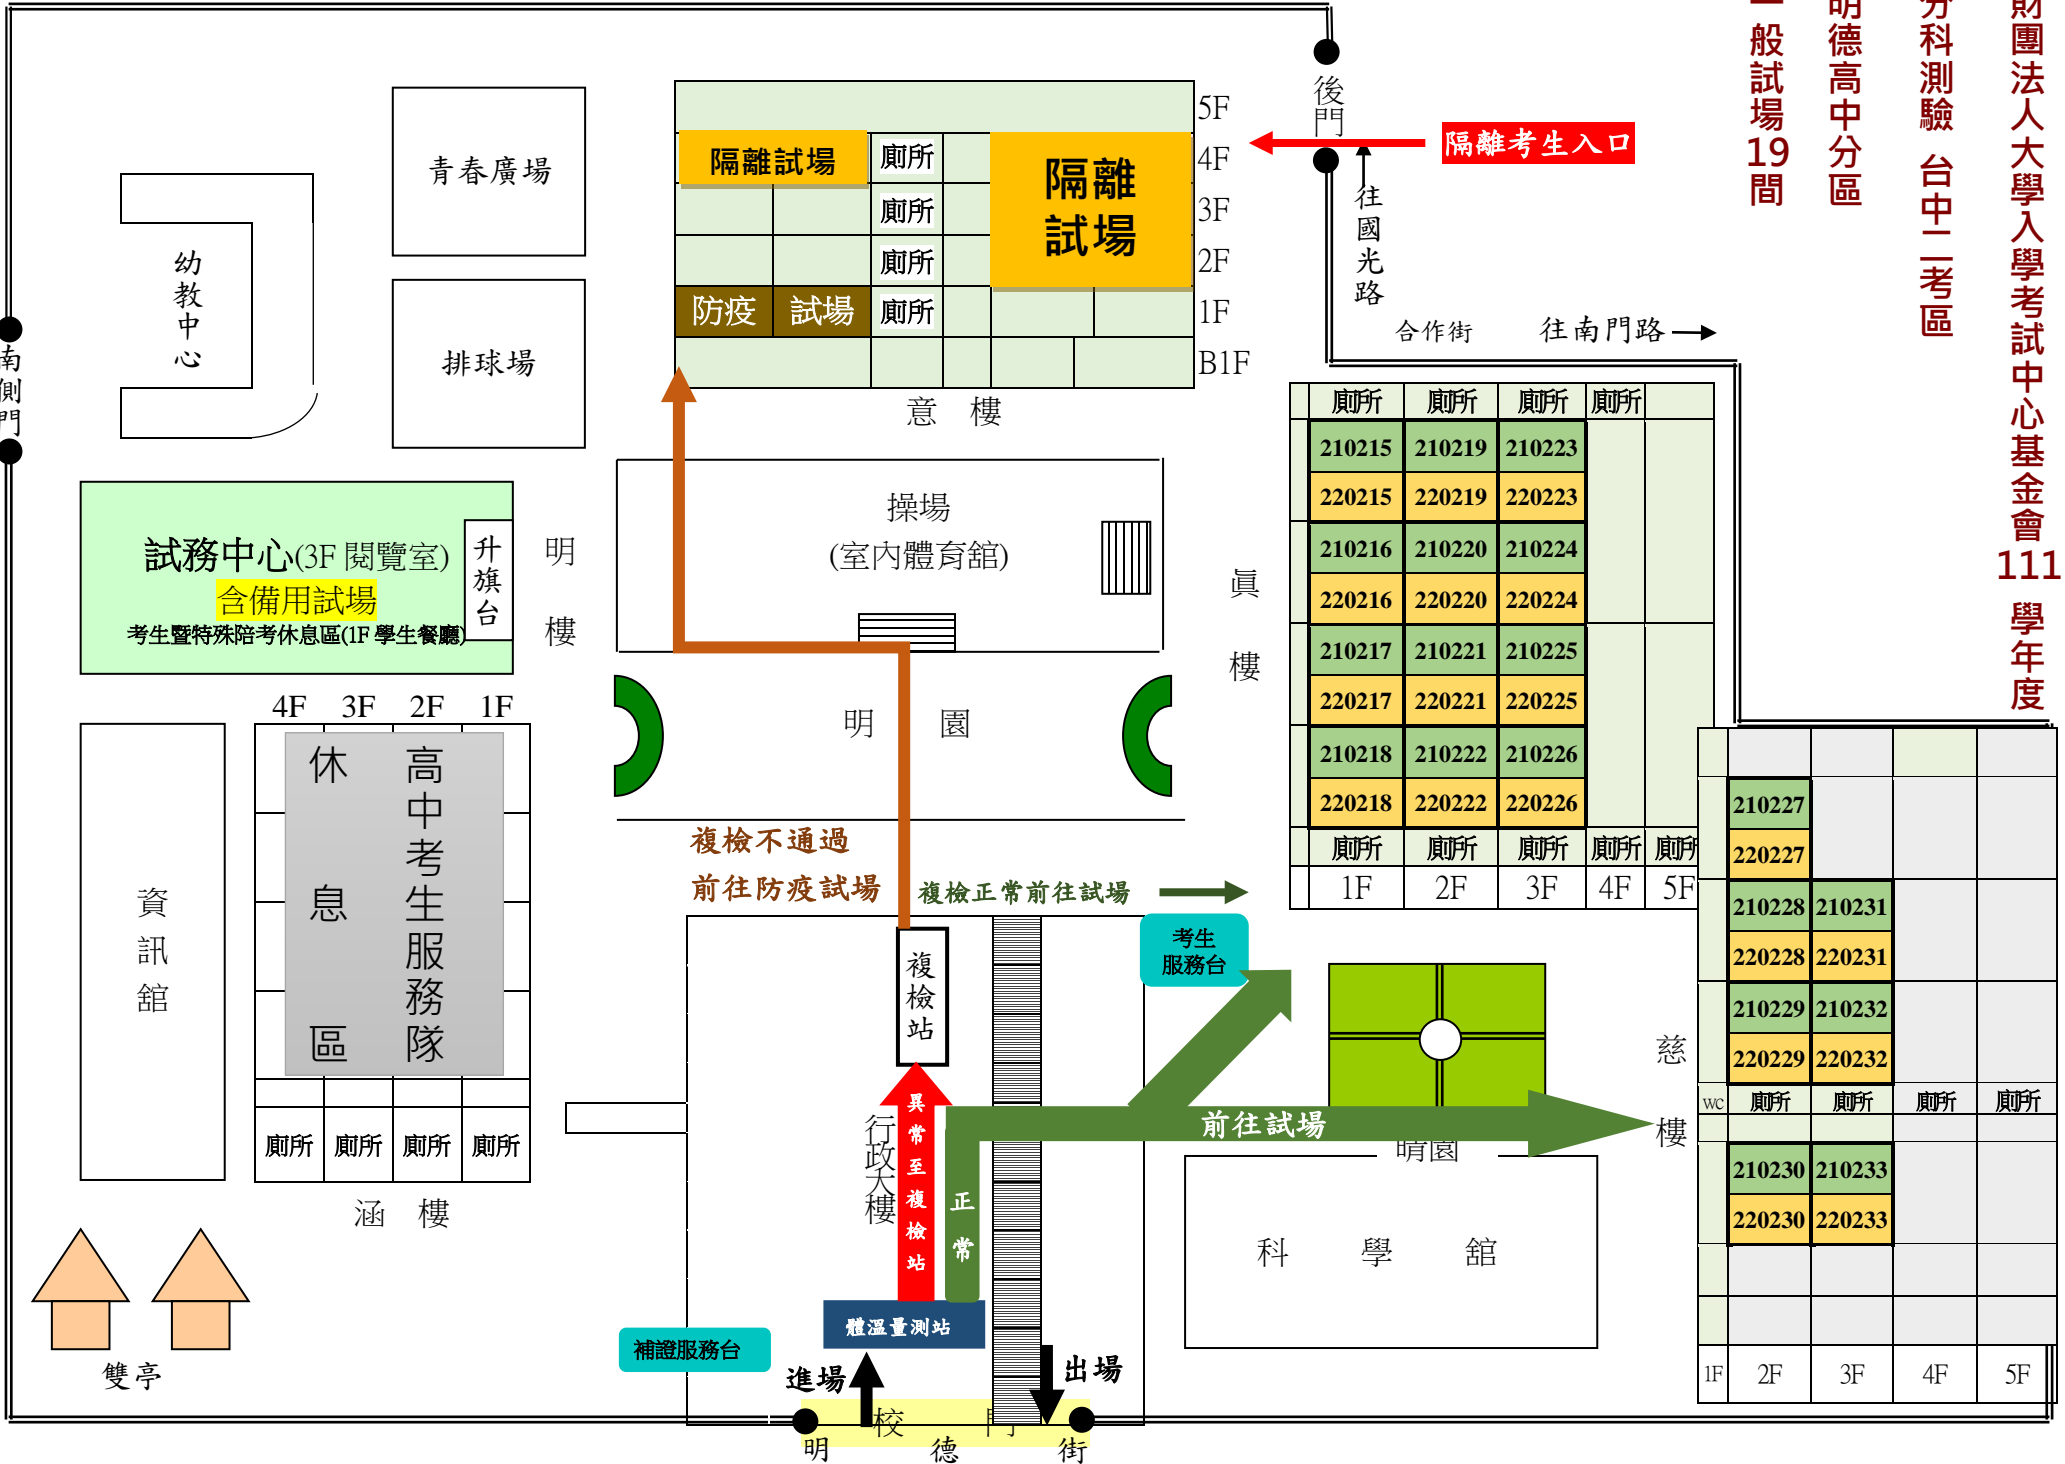 財團法人大學入學考試中心基金會111 學年度
分科測驗 台中二考區
明德高中分區
一般試場19間
後門
隔離考生入口
往國光路
合作街
往南門路
南側門
幼教中心
青春廣場
排球場
5F
隔離試場 廁所 隔離 4F
試場
廁所 3F
廁所 2F
防疫 試場 廁所 1F
B1F
意 樓
試務中心(3F 閱覽室)
含備用試場
考生暨特殊陪考休息區(1F 學生餐廳)
升旗台
明 樓
操場
(室內體育館)
真 樓
明 園
廁所 廁所 廁所 廁所
210215 210219 210223
220215 220219 220223
210216 210220 210224
220216 220220 220224
210217 210221 210225
220217 220221 220225
210218 210222 210226
220218 220222 220226
廁所 廁所 廁所 廁所 廁所
1F 2F 3F 4F 5F
4F 3F 2F 1F
高中考生服務隊
休息區
廁所 廁所 廁所 廁所
涵 樓
資訊館
雙亭
複檢不通過
前往防疫試場
複檢正常前往試場
考生
服務台
複檢站
異常至複檢站
正常
前往試場
行政大樓
晴園
科 學 館
慈 樓
210227
220227
210228 210231
220228 220231
210229 210232
220229 220232
WC 廁所 廁所 廁所 廁所
210230 210233
220230 220233
1F 2F 3F 4F 5F
體溫量測站
補證服務台
進場
出場
校 門
明 德 街